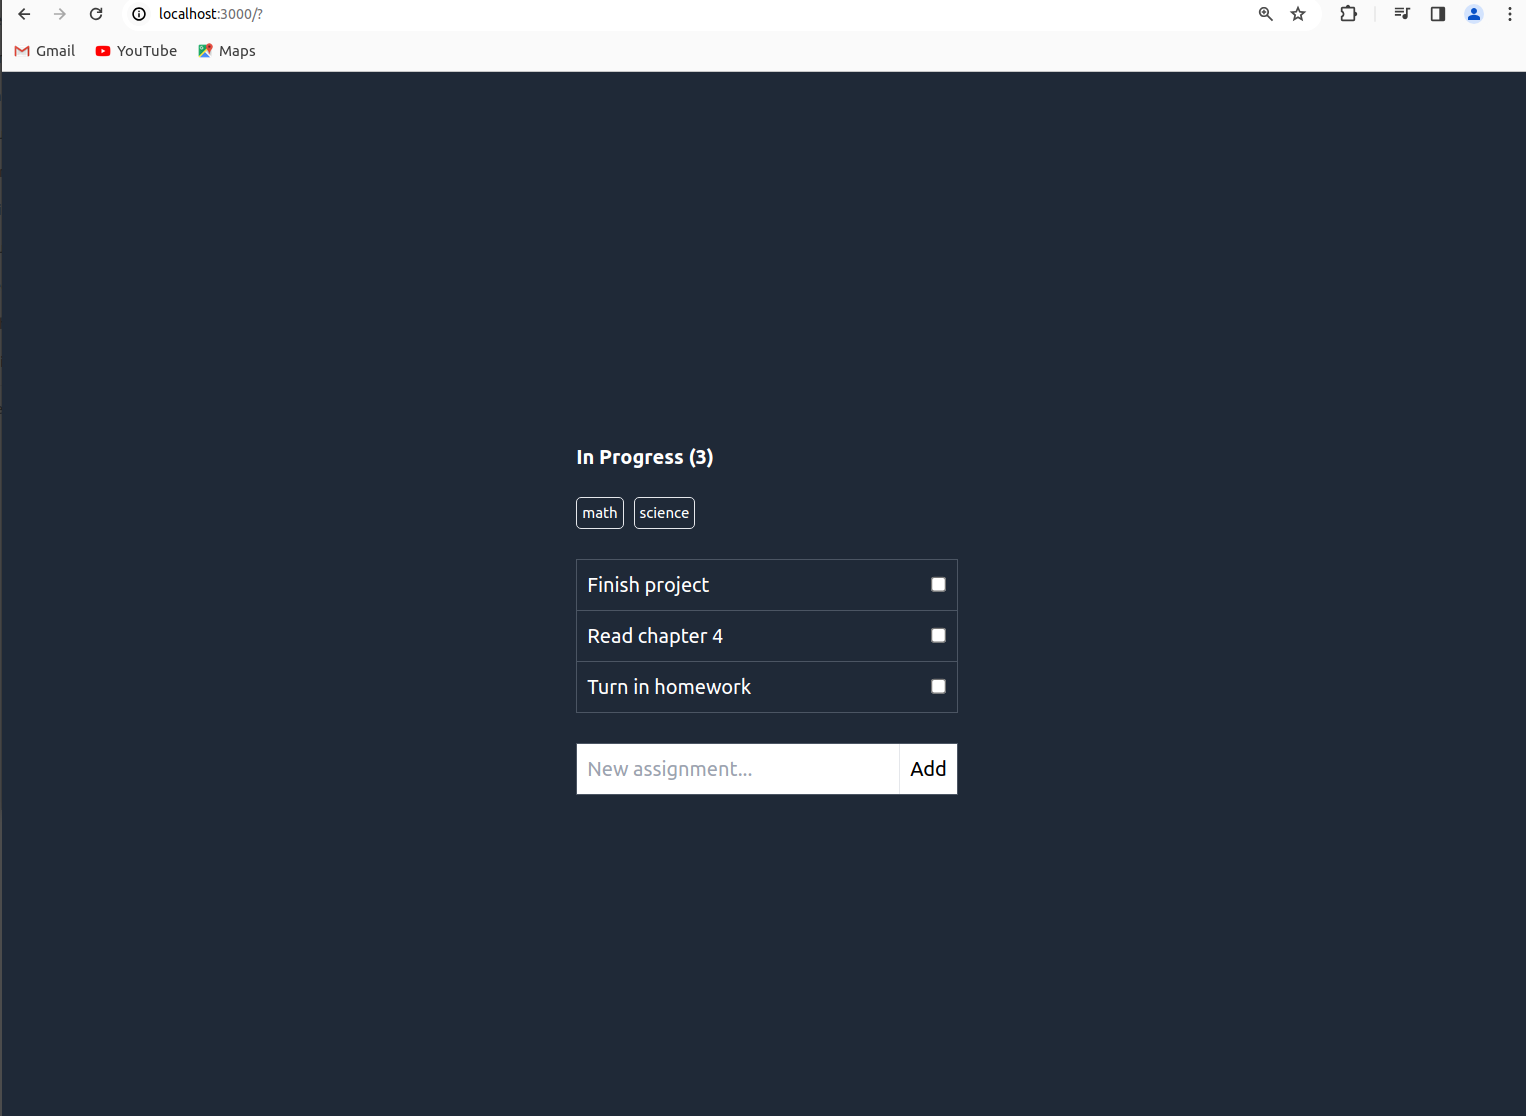 localhost:3000/?
Gmail YouTube Maps
In Progress (3)
math science
Finish project
Read chapter 4
Turn in homework
New assignment... Add